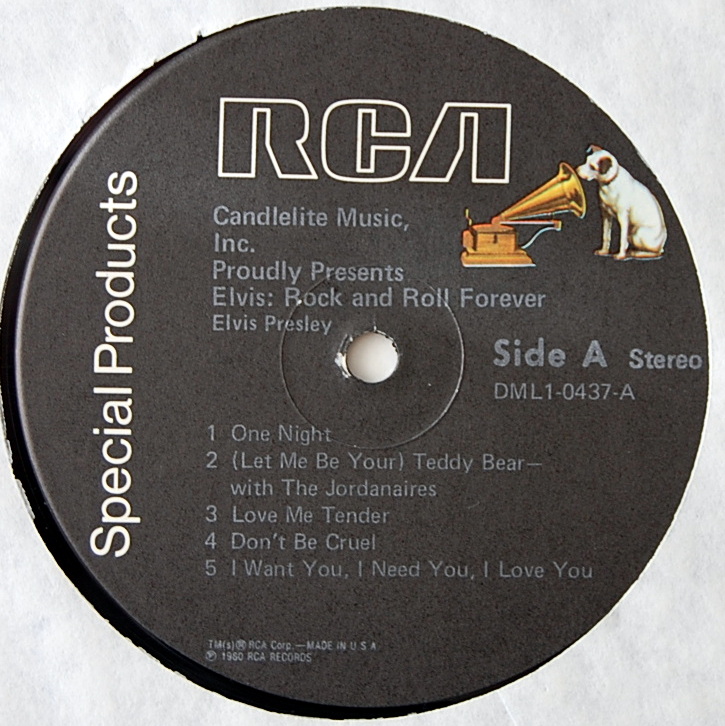 RCA
Special Products
Candlelite Music,
Inc.
Proudly Presents
Elvis: Rock and Roll Forever
Elvis Presley
Side A Stereo
DML1-0437-A
1 One Night
2 (Let Me Be Your) Teddy Bear—
with The Jordanaires
3 Love Me Tender
4 Don't Be Cruel
5 I Want You, I Need You, I Love You
TM(s)® RCA Corp.—MADE IN U S A
℗ 1980 RCA RECORDS